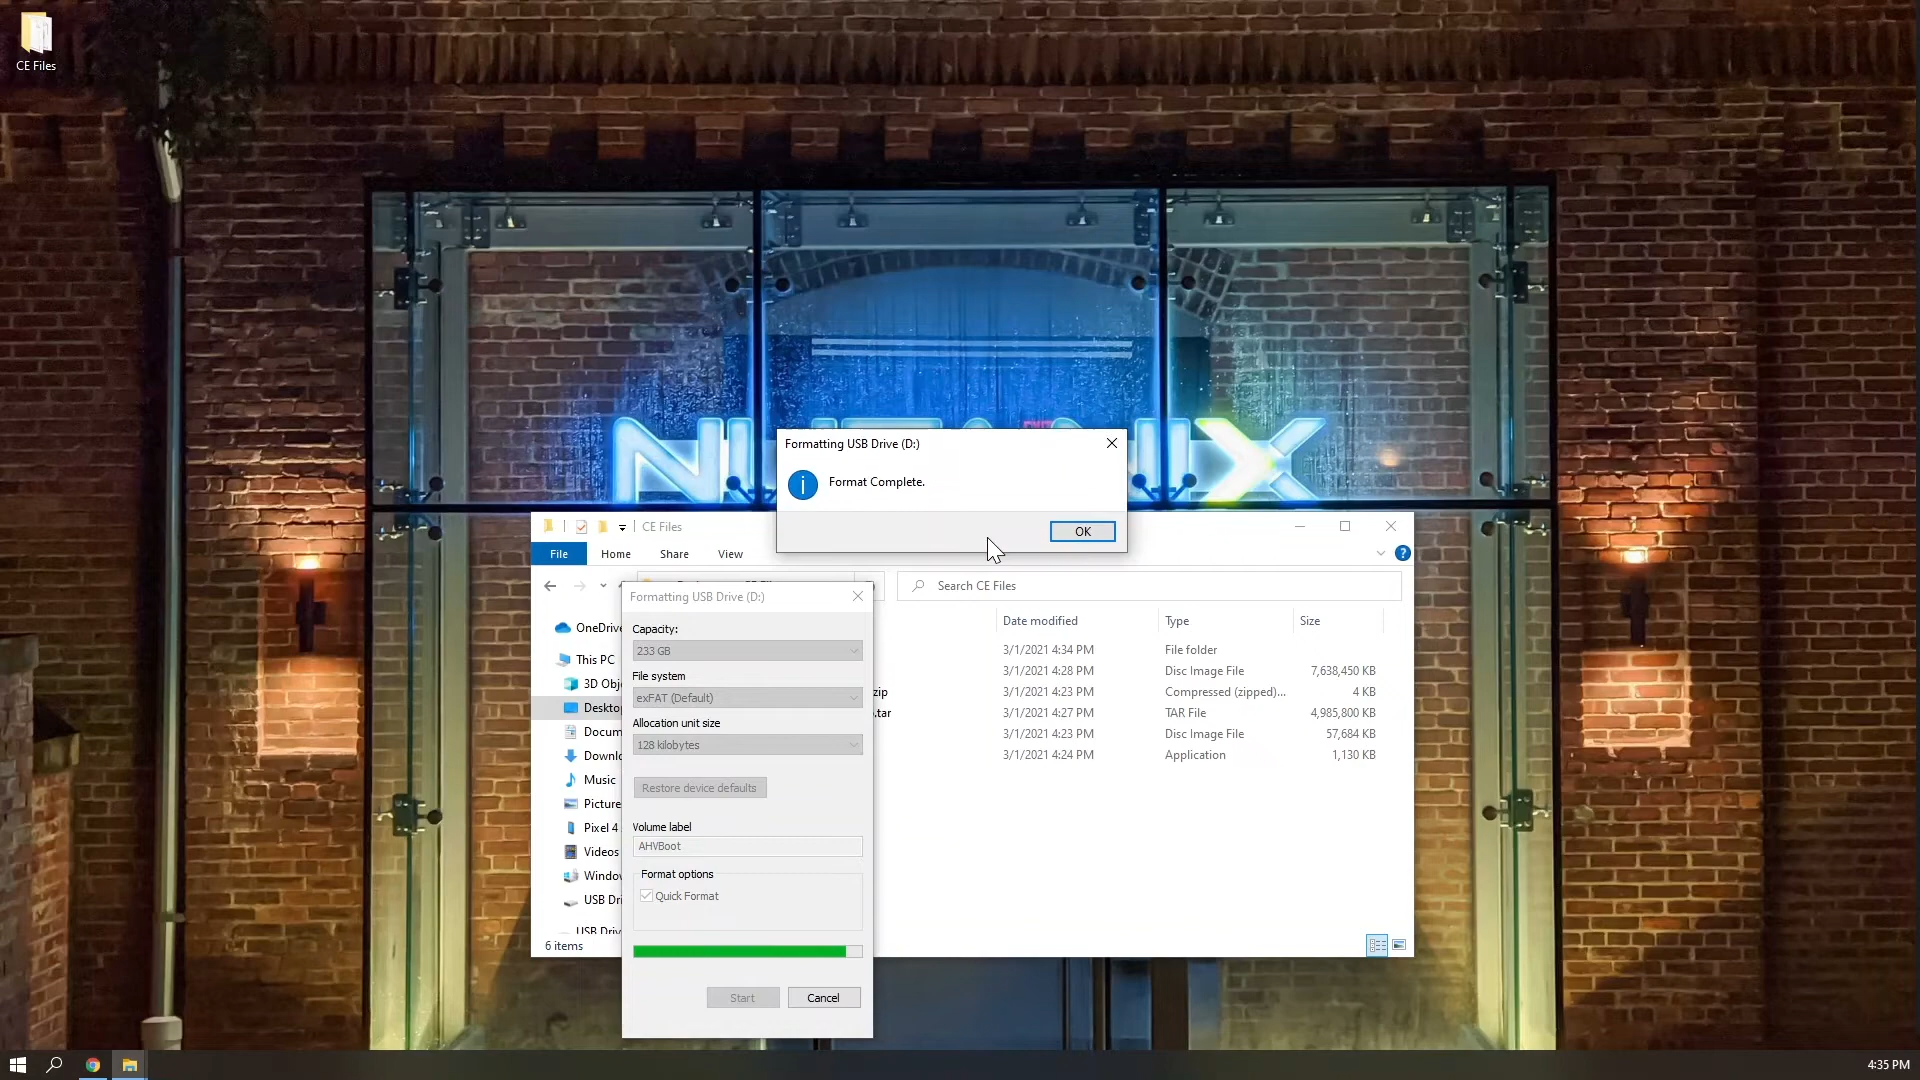 CE Files
Formatting USB Drive (D:)
Format Complete.
OK
CE Files
File
Home
Share
View
Search CE Files
Date modified
Type
Size
OneDrive
This PC
3D Obj
Desktop
Docum
Downlo
Music
Picture
Pixel 4
Videos
Window
USB Dri
USB Driv
6 items
3/1/2021 4:34 PM File folder
3/1/2021 4:28 PM Disc Image File 7,638,450 KB
zip 3/1/2021 4:23 PM Compressed (zipped)... 4 KB
.tar 3/1/2021 4:27 PM TAR File 4,985,800 KB
3/1/2021 4:23 PM Disc Image File 57,684 KB
3/1/2021 4:24 PM Application 1,130 KB
Formatting USB Drive (D:)
Capacity:
233 GB
File system
exFAT (Default)
Allocation unit size
128 kilobytes
Restore device defaults
Volume label
AHVBoot
Format options
Quick Format
Start
Cancel
4:35 PM